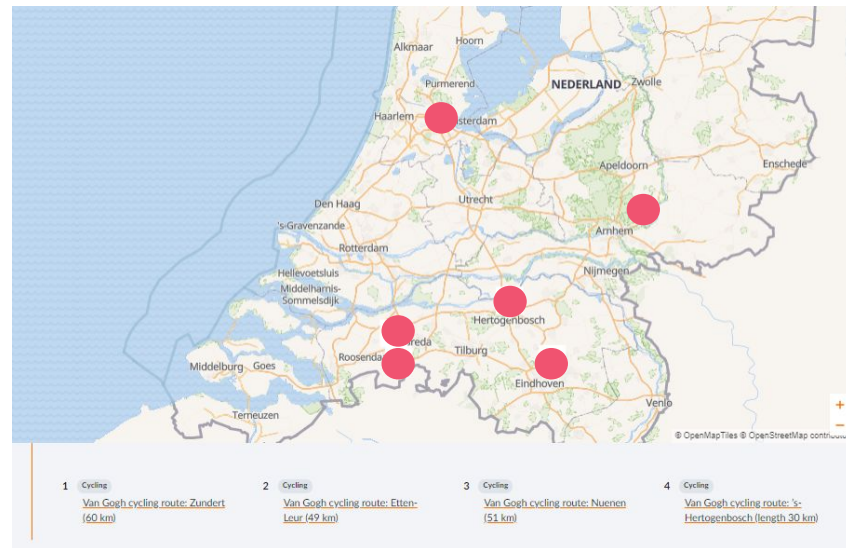 Hoorn
Alkmaar
Purmerend
NEDERLAND
Zwolle
Haarlem
sterdam
Apeldoorn
Enschede
Den Haag
Utrecht
's-Gravenzande
Arnhem
Rotterdam
Nijmegen
Hellevoetsluis
Middelharnis-
Sommelsdijk
Hertogenbosch
reda
Tilburg
Roosenda
Middelburg
Goes
Eindhoven
Venlo
Terneuzen
+
−
© OpenMapTiles © OpenStreetMap contributo
1 Cycling
Van Gogh cycling route: Zundert
(60 km)
2 Cycling
Van Gogh cycling route: Etten-
Leur (49 km)
3 Cycling
Van Gogh cycling route: Nuenen
(51 km)
4 Cycling
Van Gogh cycling route: 's-
Hertogenbosch (length 30 km)